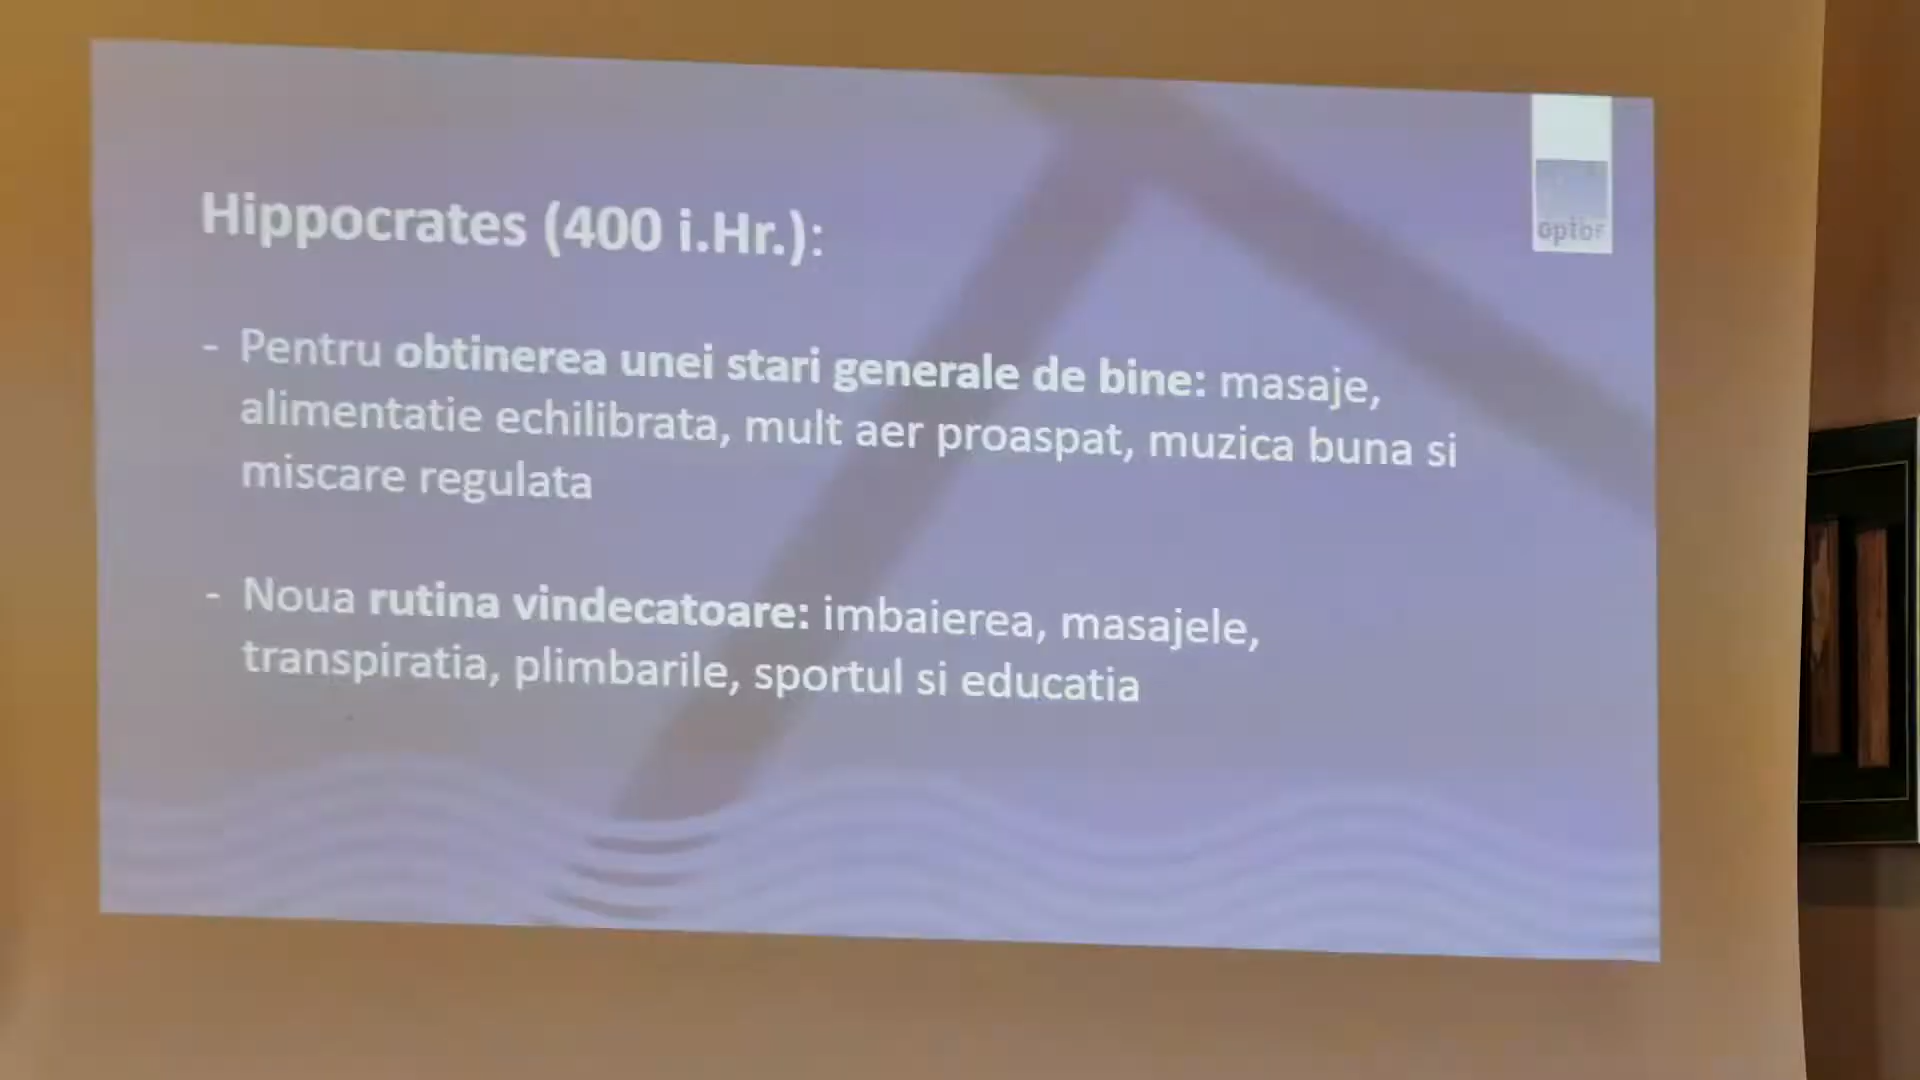 Hippocrates (400 i.Hr.):
- Pentru obtinerea unei stari generale de bine: masaje,
alimentatie echilibrata, mult aer proaspat, muzica buna si
miscare regulata
- Noua rutina vindecatoare: imbaierea, masajele,
transpiratia, plimbarile, sportul si educatia